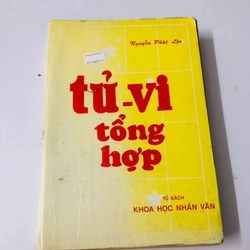 Nguyễn Phát Lộc
tử-vi
tổng
hợp
TỦ SÁCH
KHOA HỌC NHÂN VĂN